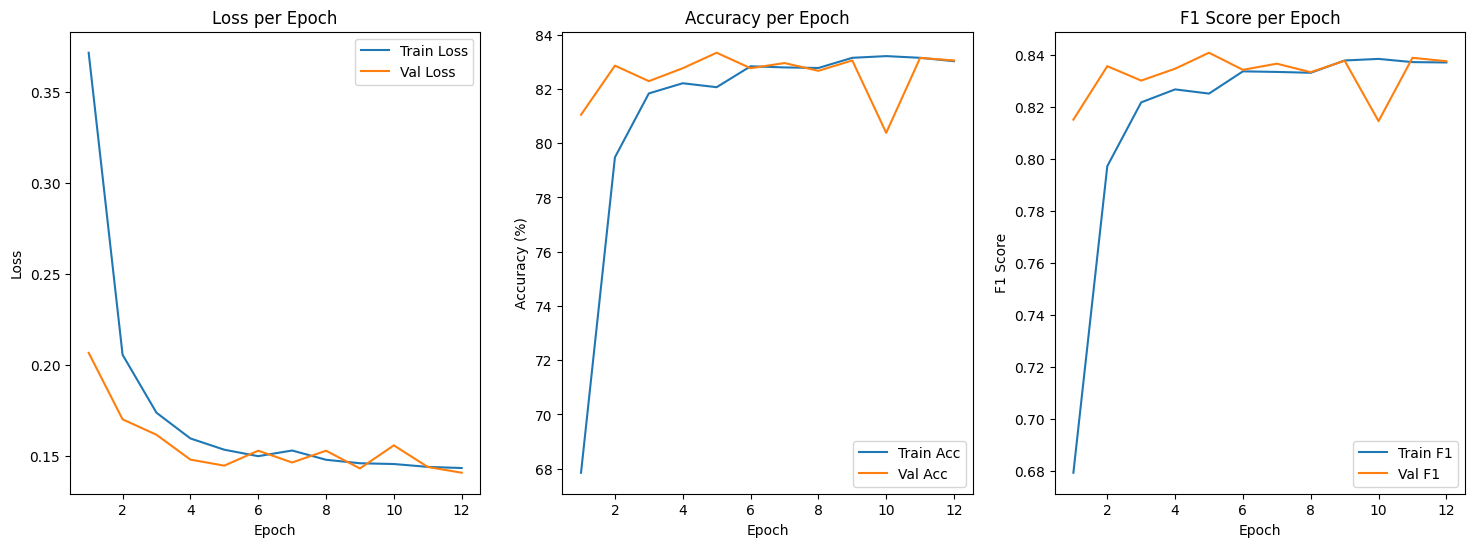 Loss per Epoch
Train Loss
Val Loss
0.35
0.30
0.25
0.20
0.15
Loss
2 4 6 8 10 12
Epoch
Accuracy per Epoch
84
82
80
78
76
74
72
70
68
Accuracy (%)
Train Acc
Val Acc
2 4 6 8 10 12
Epoch
F1 Score per Epoch
0.84
0.82
0.80
0.78
0.76
0.74
0.72
0.70
0.68
F1 Score
Train F1
Val F1
2 4 6 8 10 12
Epoch